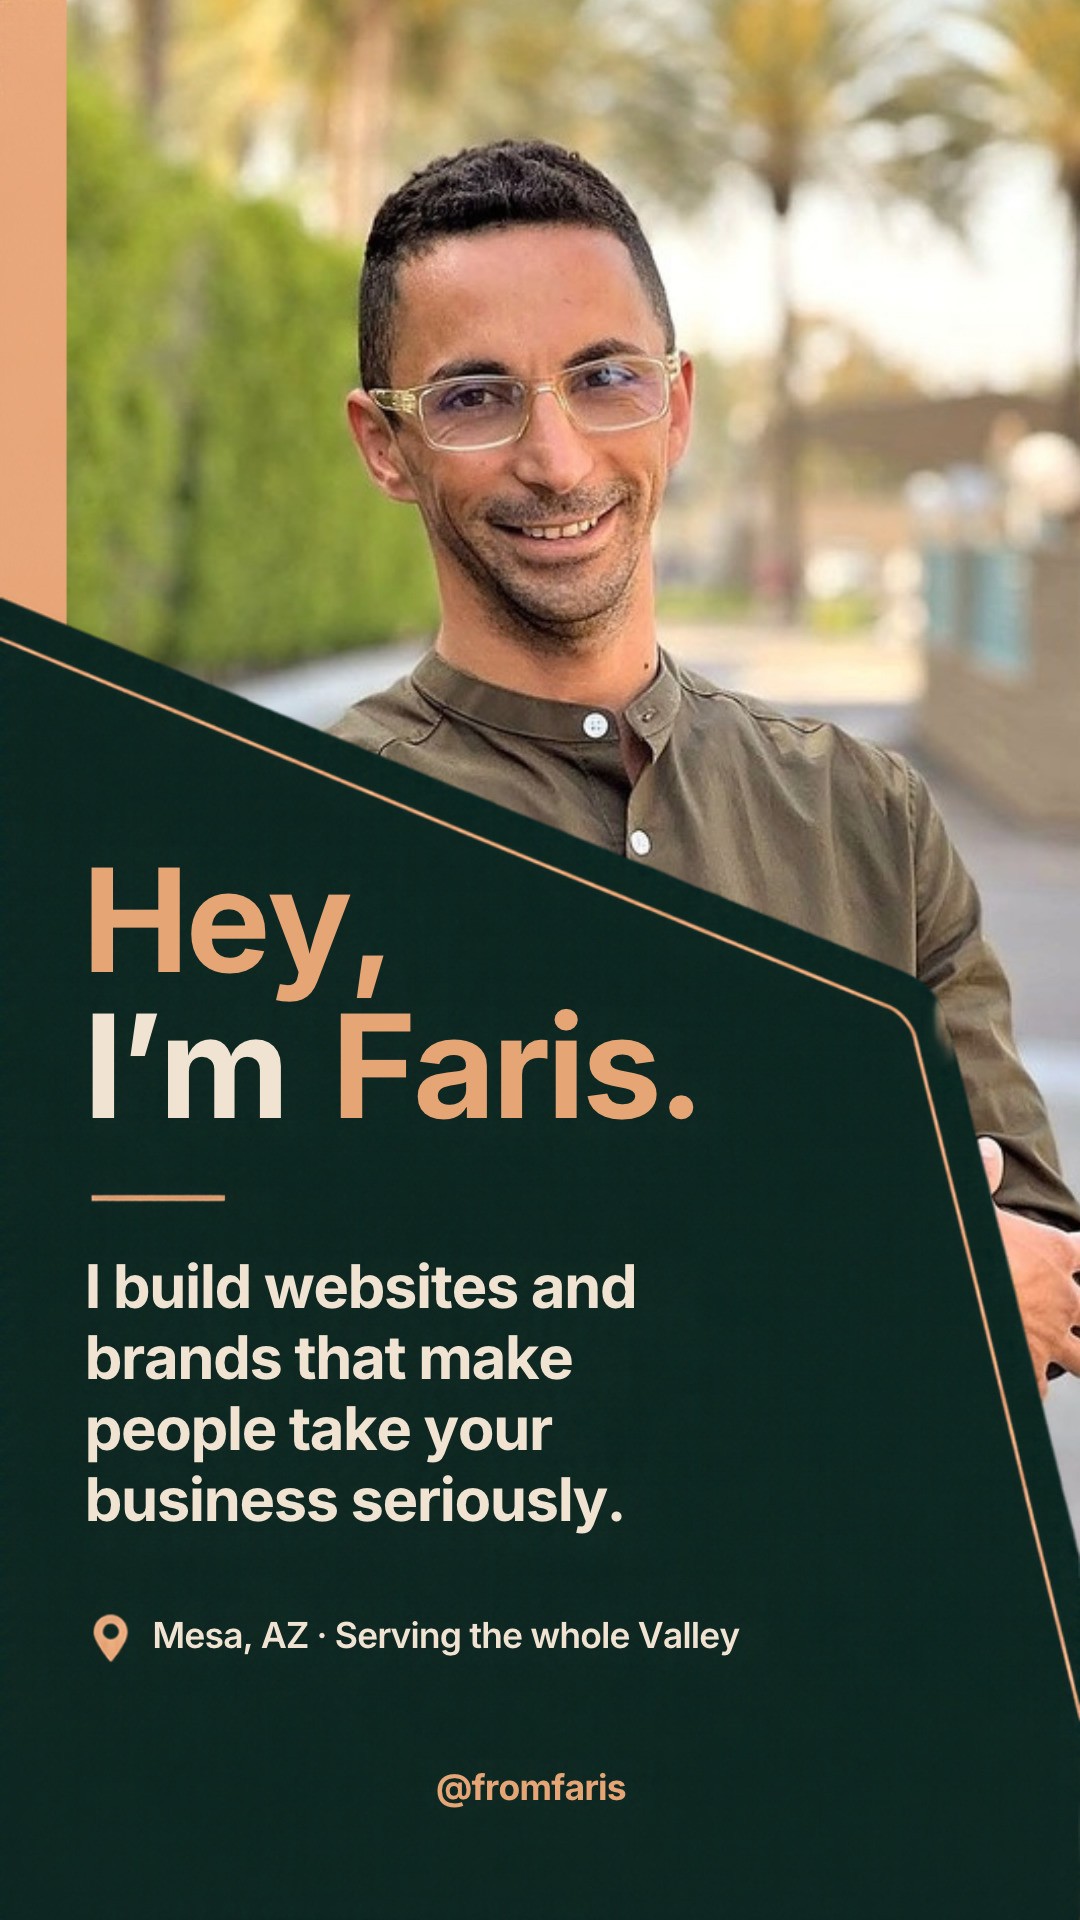 Hey,
I’m Faris.
I build websites and
brands that make
people take your
business seriously.
Mesa, AZ · Serving the whole Valley
@fromfaris